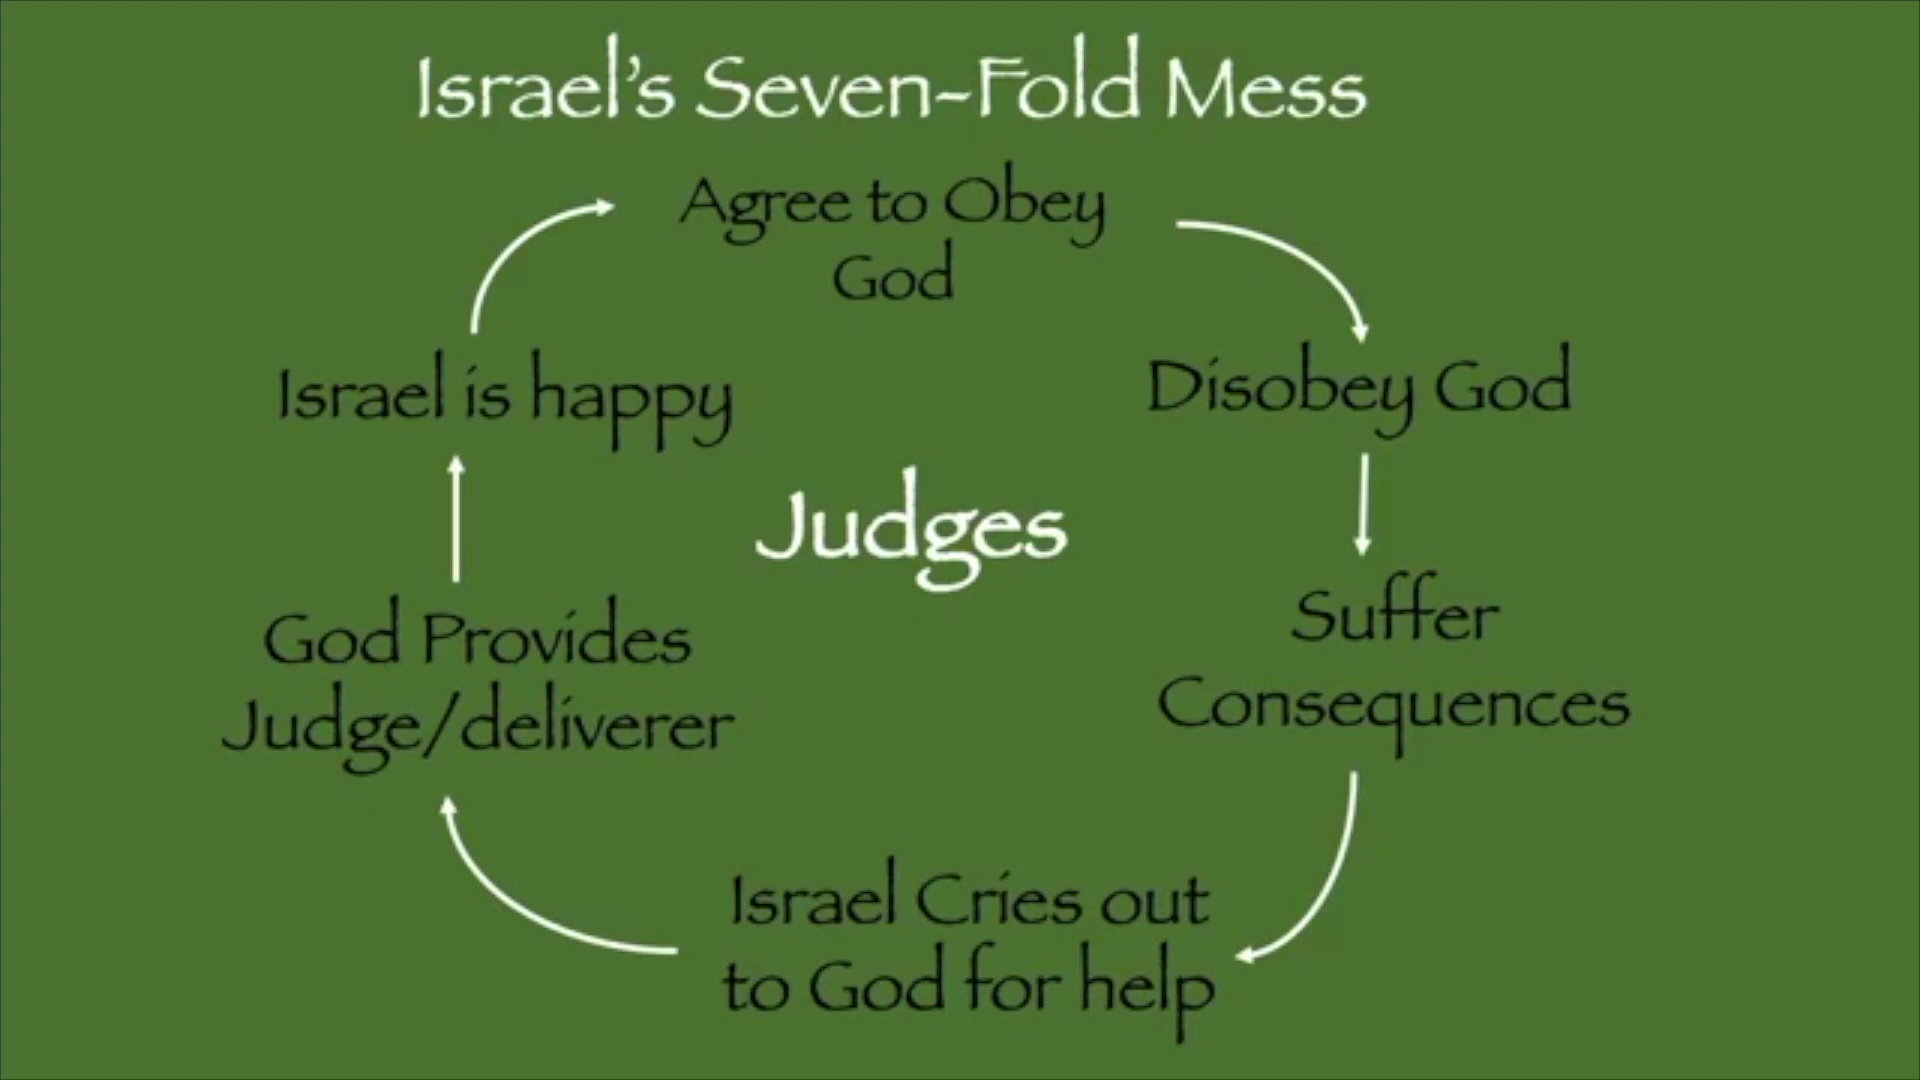 Israel's Seven-Fold Mess
Agree to Obey
God
Disobey God
Suffer
Consequences
Israel Cries out
to God for help
God Provides
Judge/deliverer
Israel is happy
Judges